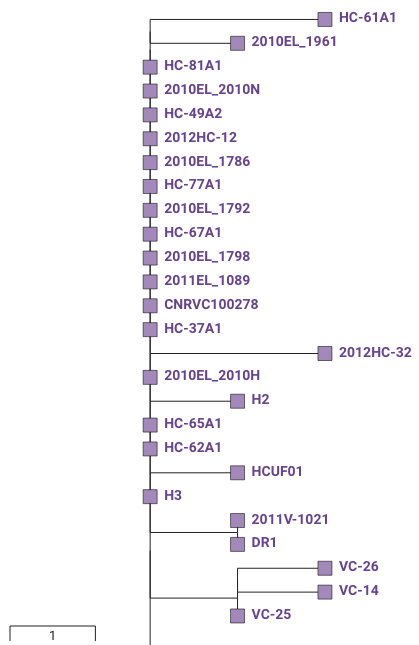 HC-61A1
2010EL_1961
HC-81A1
2010EL_2010N
HC-49A2
2012HC-12
2010EL_1786
HC-77A1
2010EL_1792
HC-67A1
2010EL_1798
2011EL_1089
CNRVC100278
HC-37A1
2012HC-32
2010EL_2010H
H2
HC-65A1
HC-62A1
HCUF01
H3
2011V-1021
DR1
VC-26
VC-14
VC-25
1